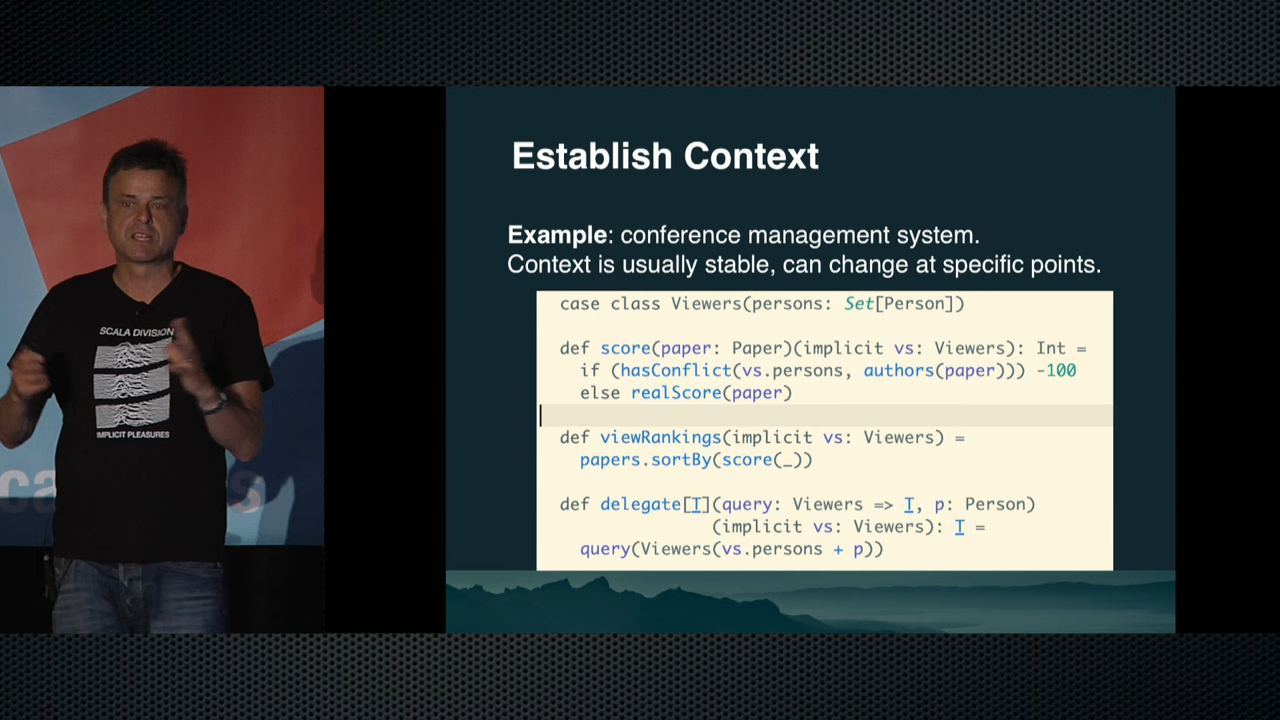 SCALA DIVISION
IMPLICIT PLEASURES
Establish Context
Example: conference management system.
Context is usually stable, can change at specific points.
case class Viewers(persons: Set[Person])
def score(paper: Paper)(implicit vs: Viewers): Int =
if (hasConflict(vs.persons, authors(paper))) -100
else realScore(paper)
def viewRankings(implicit vs: Viewers) =
papers.sortBy(score(_))
def delegate[T](query: Viewers => T, p: Person)
(implicit vs: Viewers): T =
query(Viewers(vs.persons + p))